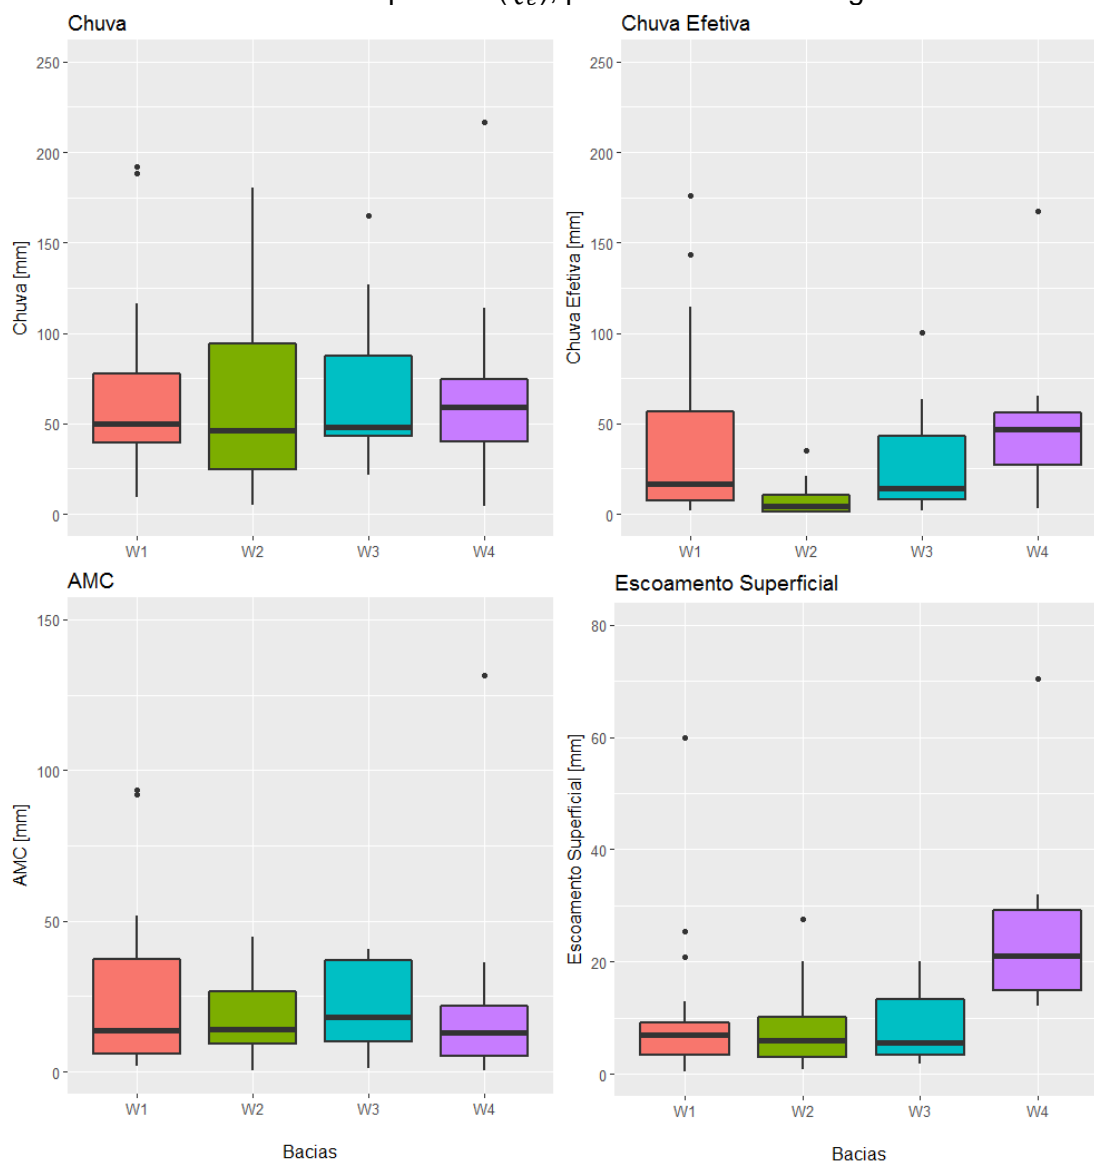 Chuva
250
200
150
100
50
0
Chuva [mm]
W1 W2 W3 W4
Chuva Efetiva
250
200
150
100
50
0
Chuva Efetiva [mm]
W1 W2 W3 W4
AMC
150
100
50
0
AMC [mm]
W1 W2 W3 W4
Bacias
Escoamento Superficial
80
60
40
20
0
Escoamento Superficial [mm]
W1 W2 W3 W4
Bacias